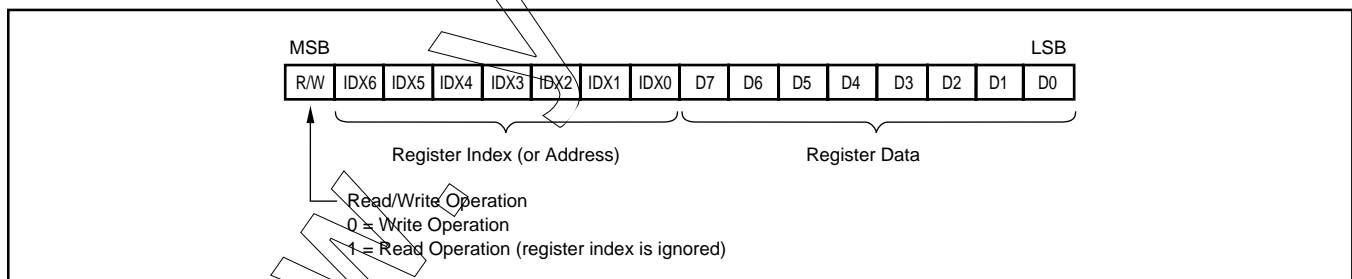 MSB LSB
R/W IDX6 IDX5 IDX4 IDX3 IDX2 IDX1 IDX0 D7 D6 D5 D4 D3 D2 D1 D0
Register Index (or Address) Register Data
Read/Write Operation
0 = Write Operation
1 = Read Operation (register index is ignored)